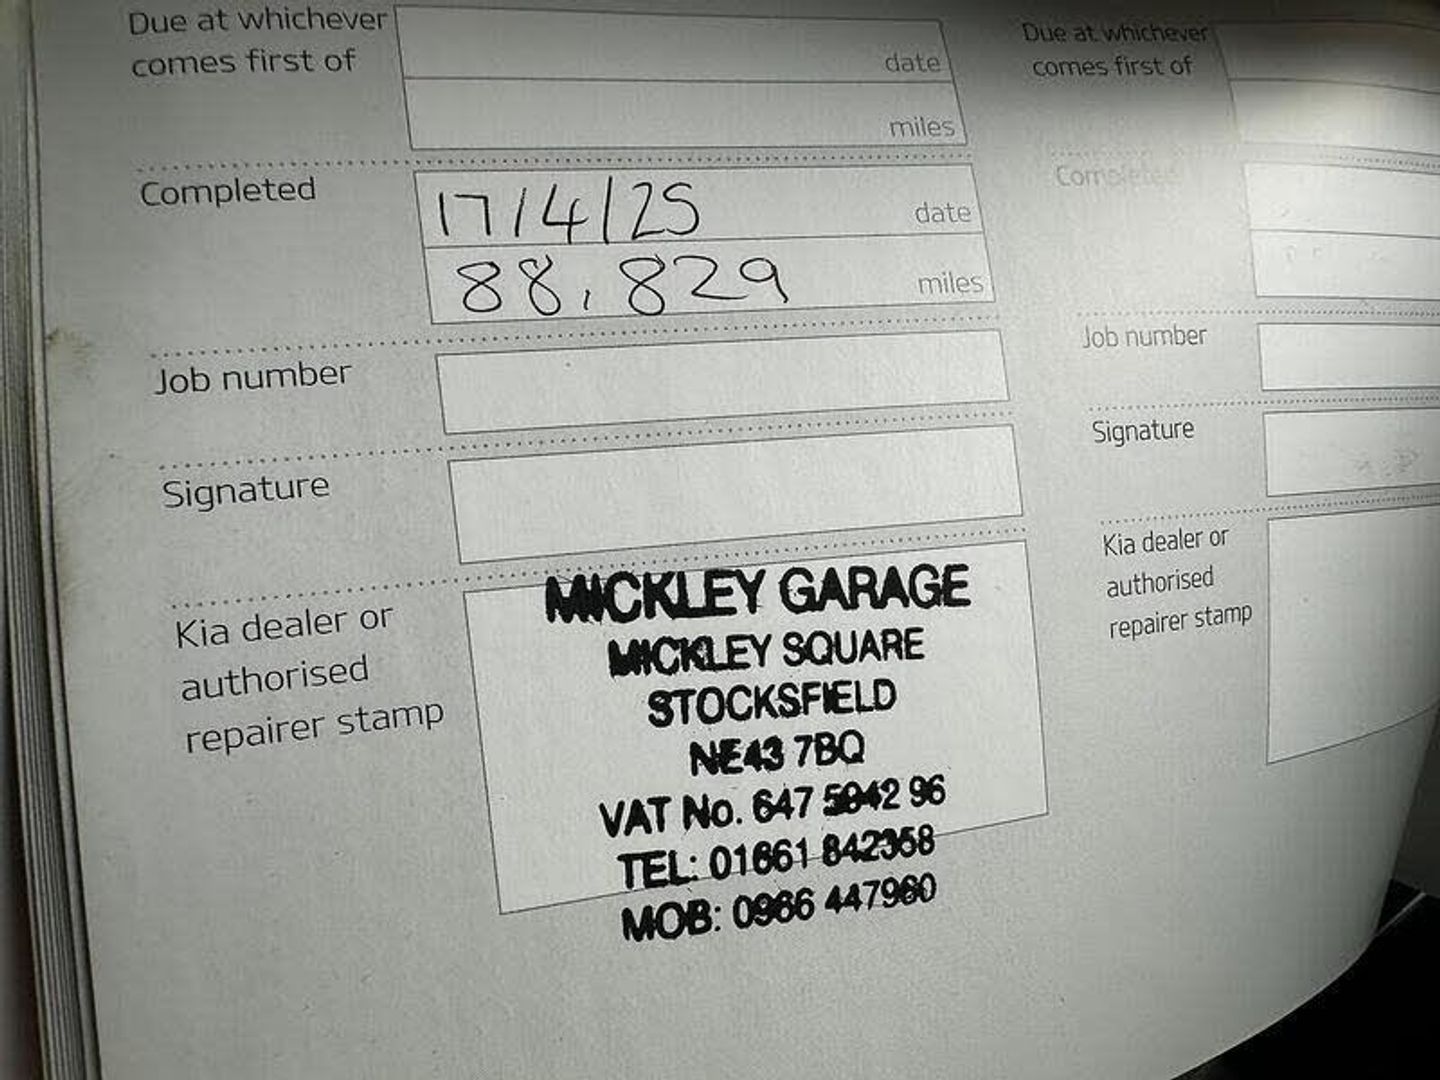 Due at whichever
comes first of
date
miles
Completed
17/4/25
date
88,829
miles
Job number
Signature
Kia dealer or
authorised
repairer stamp
MICKLEY GARAGE
MICKLEY SQUARE
STOCKSFIELD
NE43 7BQ
VAT No. 647 5942 96
TEL: 01661 842358
MOB: 0966 447960
Due at whichever
comes first of
Completed
Job number
Signature
Kia dealer or
authorised
repairer stamp